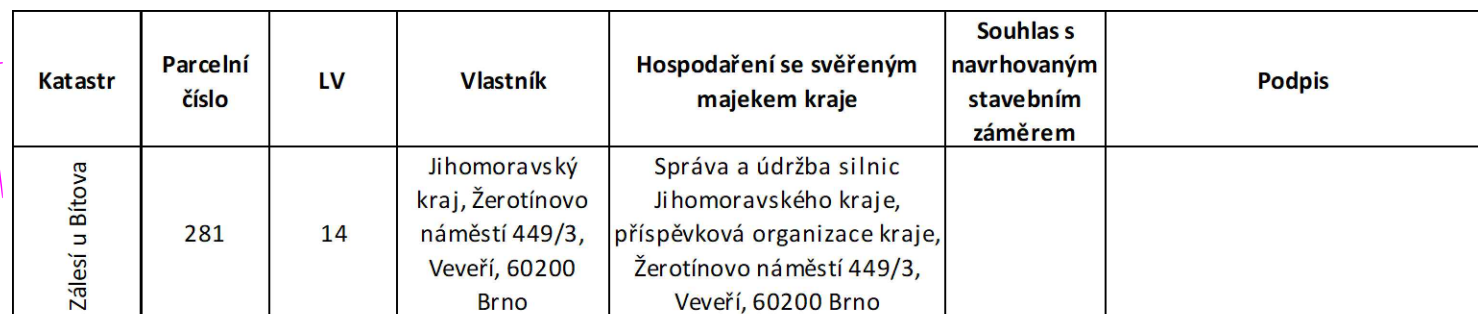 Katastr
Parcelní
číslo
LV
Vlastník
Hospodaření se svěřeným
majekem kraje
Souhlas s
navrhovaným
stavebním
záměrem
Podpis
Zálesí u Bítova
281
14
Jihomoravský
kraj, Žerotínovo
náměstí 449/3,
Veveří, 60200
Brno
Správa a údržba silnic
Jihomoravského kraje,
příspěvková organizace kraje,
Žerotínovo náměstí 449/3,
Veveří, 60200 Brno